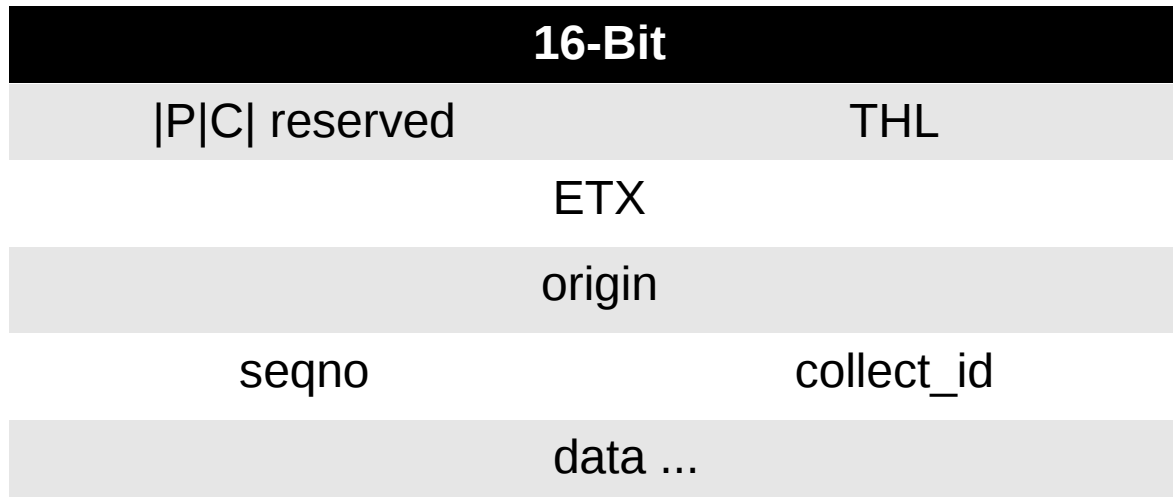 16-Bit
|P|C| reserved THL
ETX
origin
seqno collect_id
data ...